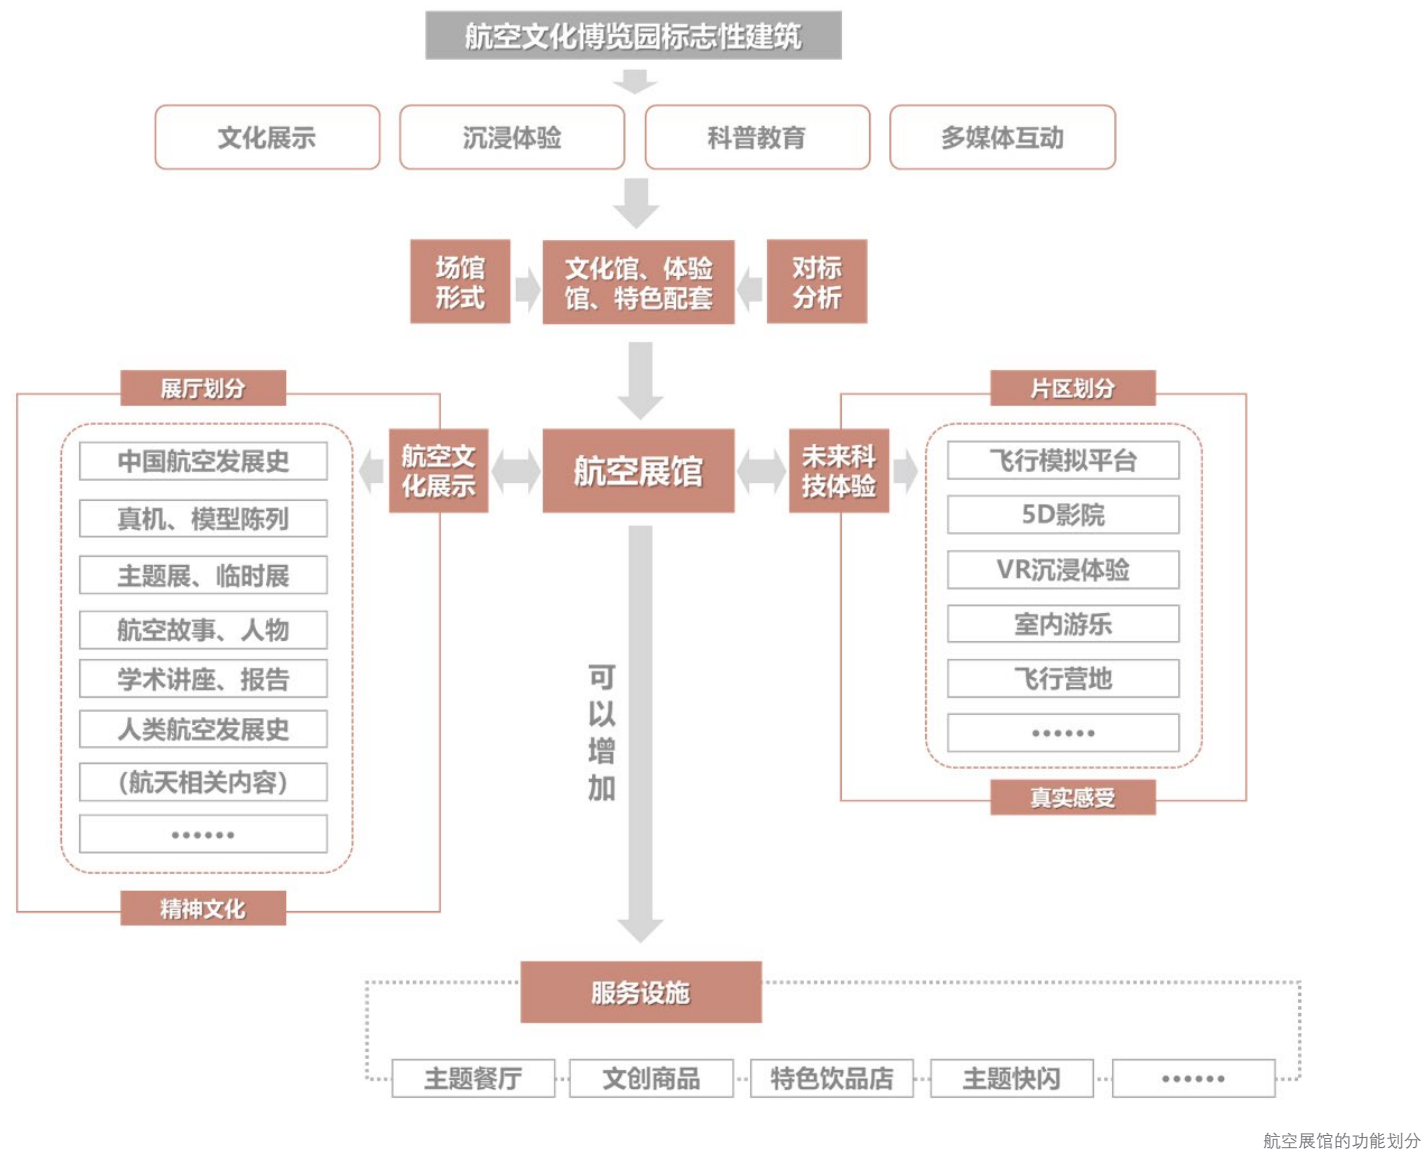 航空文化博览园标志性建筑
文化展示
沉浸体验
科普教育
多媒体互动
场馆
形式
文化馆、体验
馆、特色配套
对标
分析
展厅划分
中国航空发展史
真机、模型陈列
主题展、临时展
航空故事、人物
学术讲座、报告
人类航空发展史
（航天相关内容）
••••••
精神文化
航空文
化展示
航空展馆
未来科
技体验
片区划分
飞行模拟平台
5D影院
VR沉浸体验
室内游乐
飞行营地
••••••
真实感受
可
以
增
加
服务设施
主题餐厅
文创商品
特色饮品店
主题快闪
••••••
航空展馆的功能划分